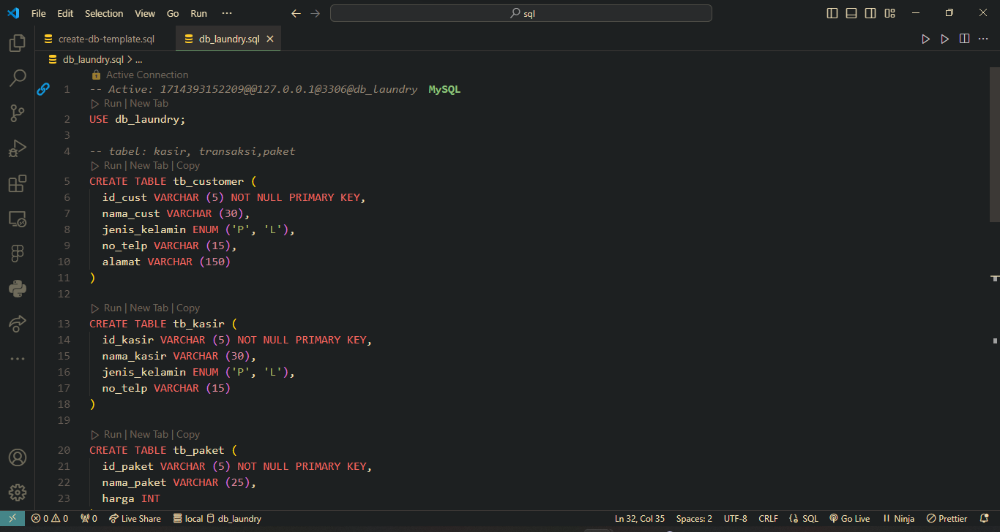 File Edit Selection View Go Run ···
sql
create-db-template.sql
db_laundry.sql
db_laundry.sql > ...
Active Connection
1 -- Active: 1714393152209@@127.0.0.1@3306@db_laundry MySQL
Run | New Tab
2 USE db_laundry;
3
4 -- tabel: kasir, transaksi,paket
Run | New Tab | Copy
5 CREATE TABLE tb_customer (
6 id_cust VARCHAR (5) NOT NULL PRIMARY KEY,
7 nama_cust VARCHAR (30),
8 jenis_kelamin ENUM ('P', 'L'),
9 no_telp VARCHAR (15),
10 alamat VARCHAR (150)
11 )
12
Run | New Tab | Copy
13 CREATE TABLE tb_kasir (
14 id_kasir VARCHAR (5) NOT NULL PRIMARY KEY,
15 nama_kasir VARCHAR (30),
16 jenis_kelamin ENUM ('P', 'L'),
17 no_telp VARCHAR (15)
18 )
19
Run | New Tab | Copy
20 CREATE TABLE tb_paket (
21 id_paket VARCHAR (5) NOT NULL PRIMARY KEY,
22 nama_paket VARCHAR (25),
23 harga INT
0 0 0 Live Share local db_laundry Ln 32, Col 35 Spaces: 2 UTF-8 CRLF SQL Go Live Ninja Prettier